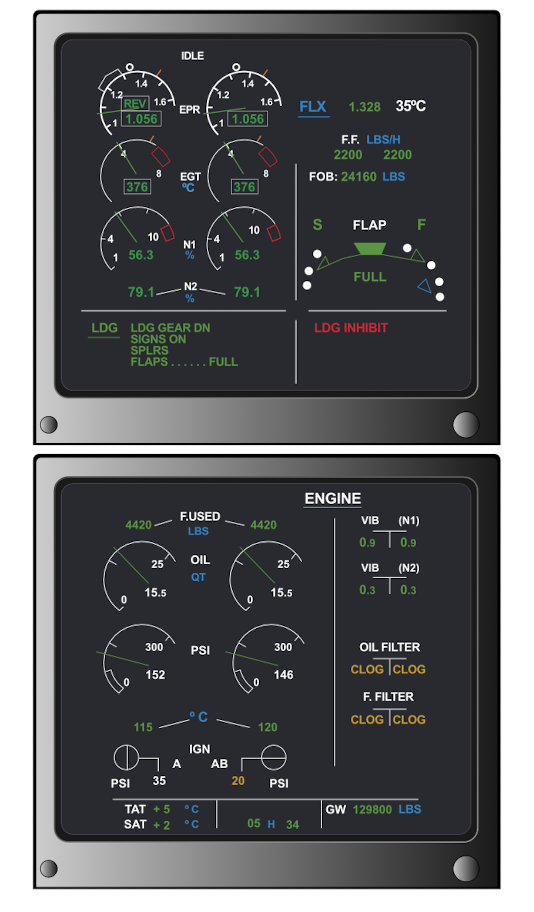 IDLE
1.2 1.4 1.6 1 REV 1.056
EPR
1.2 1.4 1.6 1 1.056
FLX 1.328 35ºC
F.F. LBS/H
2200 2200
FOB: 24160 LBS
4 8 376
EGT
ºC
4 8 376
S FLAP F
FULL
4 10 1 56.3
N1
%
4 10 1 56.3
79.1 N2 79.1
%
LDG LDG GEAR DN
SIGNS ON
SPLRS
FLAPS . . . . . . FULL
LDG INHIBIT
ENGINE
4420 F.USED 4420
LBS
VIB (N1)
0.9 0.9
25 0 15.5
OIL
QT
25 0 15.5
VIB (N2)
0.3 0.3
300 0 152
PSI
300 0 146
OIL FILTER
CLOG CLOG
F. FILTER
CLOG CLOG
115 º C 120
IGN
A AB
PSI 35 20 PSI
TAT + 5 º C
SAT + 2 º C
05 H 34
GW 129800 LBS